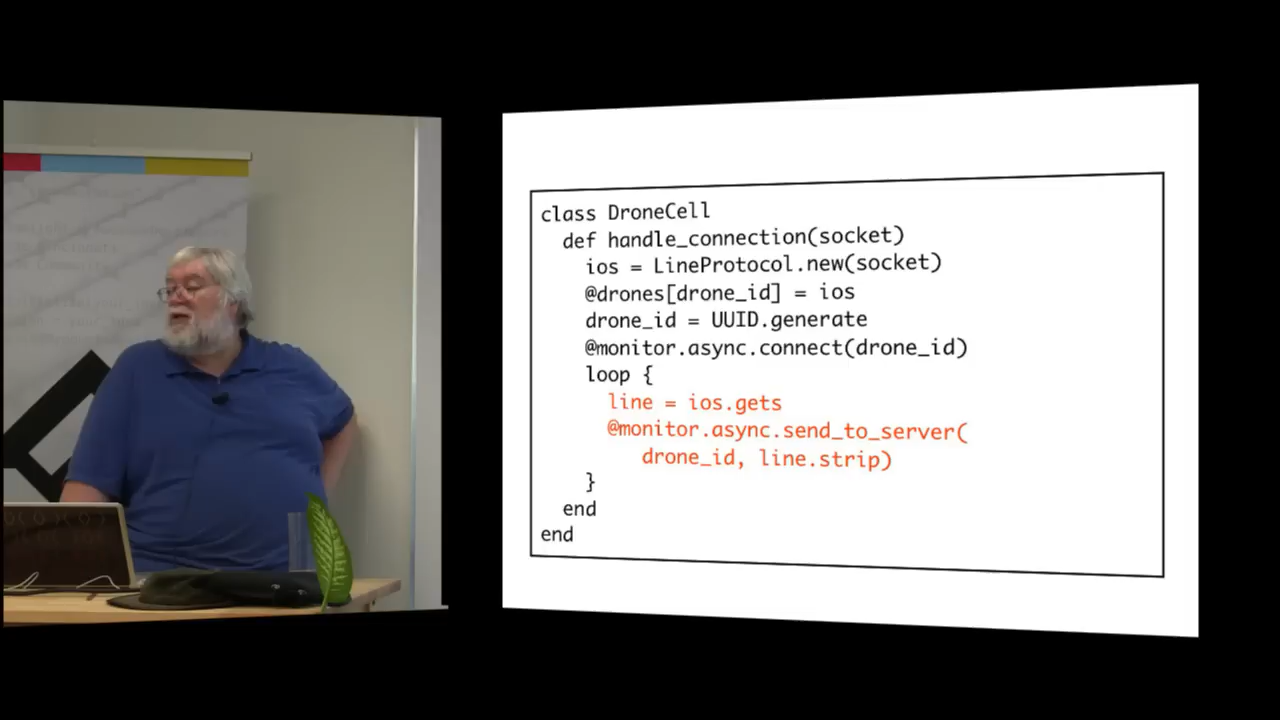 class DroneCell
def handle_connection(socket)
ios = LineProtocol.new(socket)
@drones[drone_id] = ios
drone_id = UUID.generate
@monitor.async.connect(drone_id)
loop {
line = ios.gets
@monitor.async.send_to_server(
drone_id, line.strip)
}
end
end